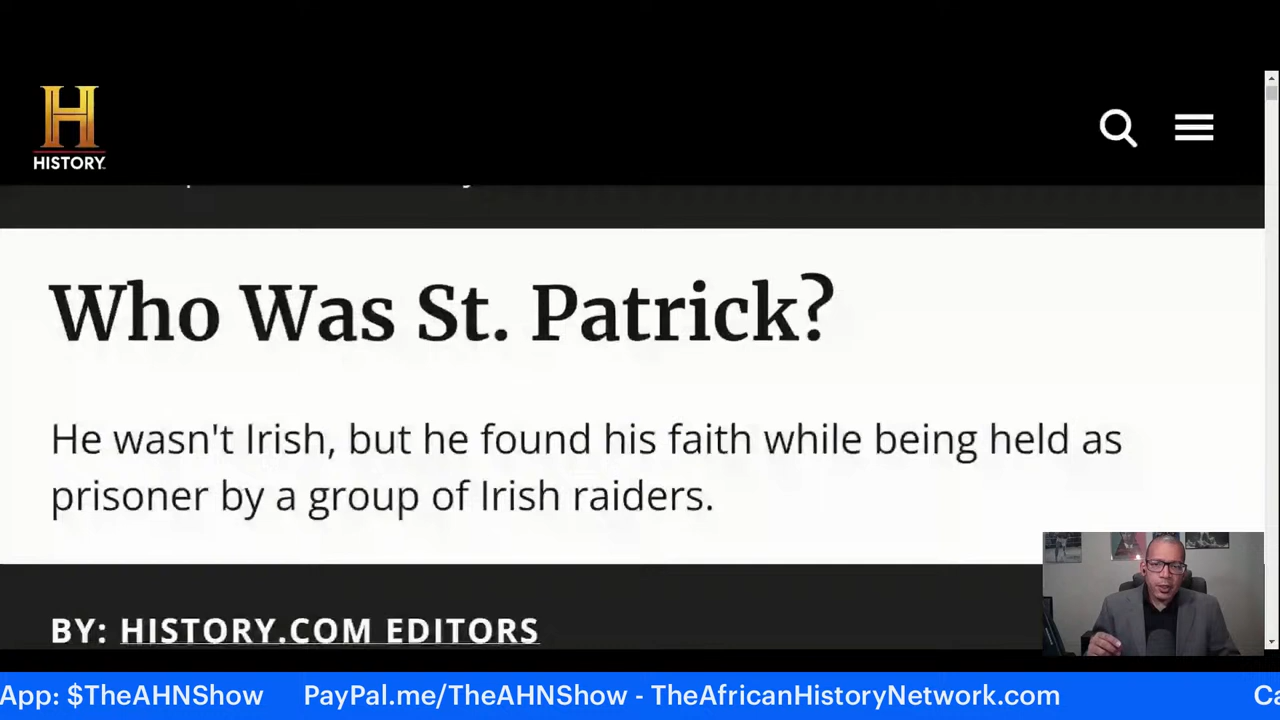 H
HISTORY
Who Was St. Patrick?
He wasn't Irish, but he found his faith while being held as
prisoner by a group of Irish raiders.
BY: HISTORY.COM EDITORS
App: $TheAHNShow PayPal.me/TheAHNShow - TheAfricanHistoryNetwork.com